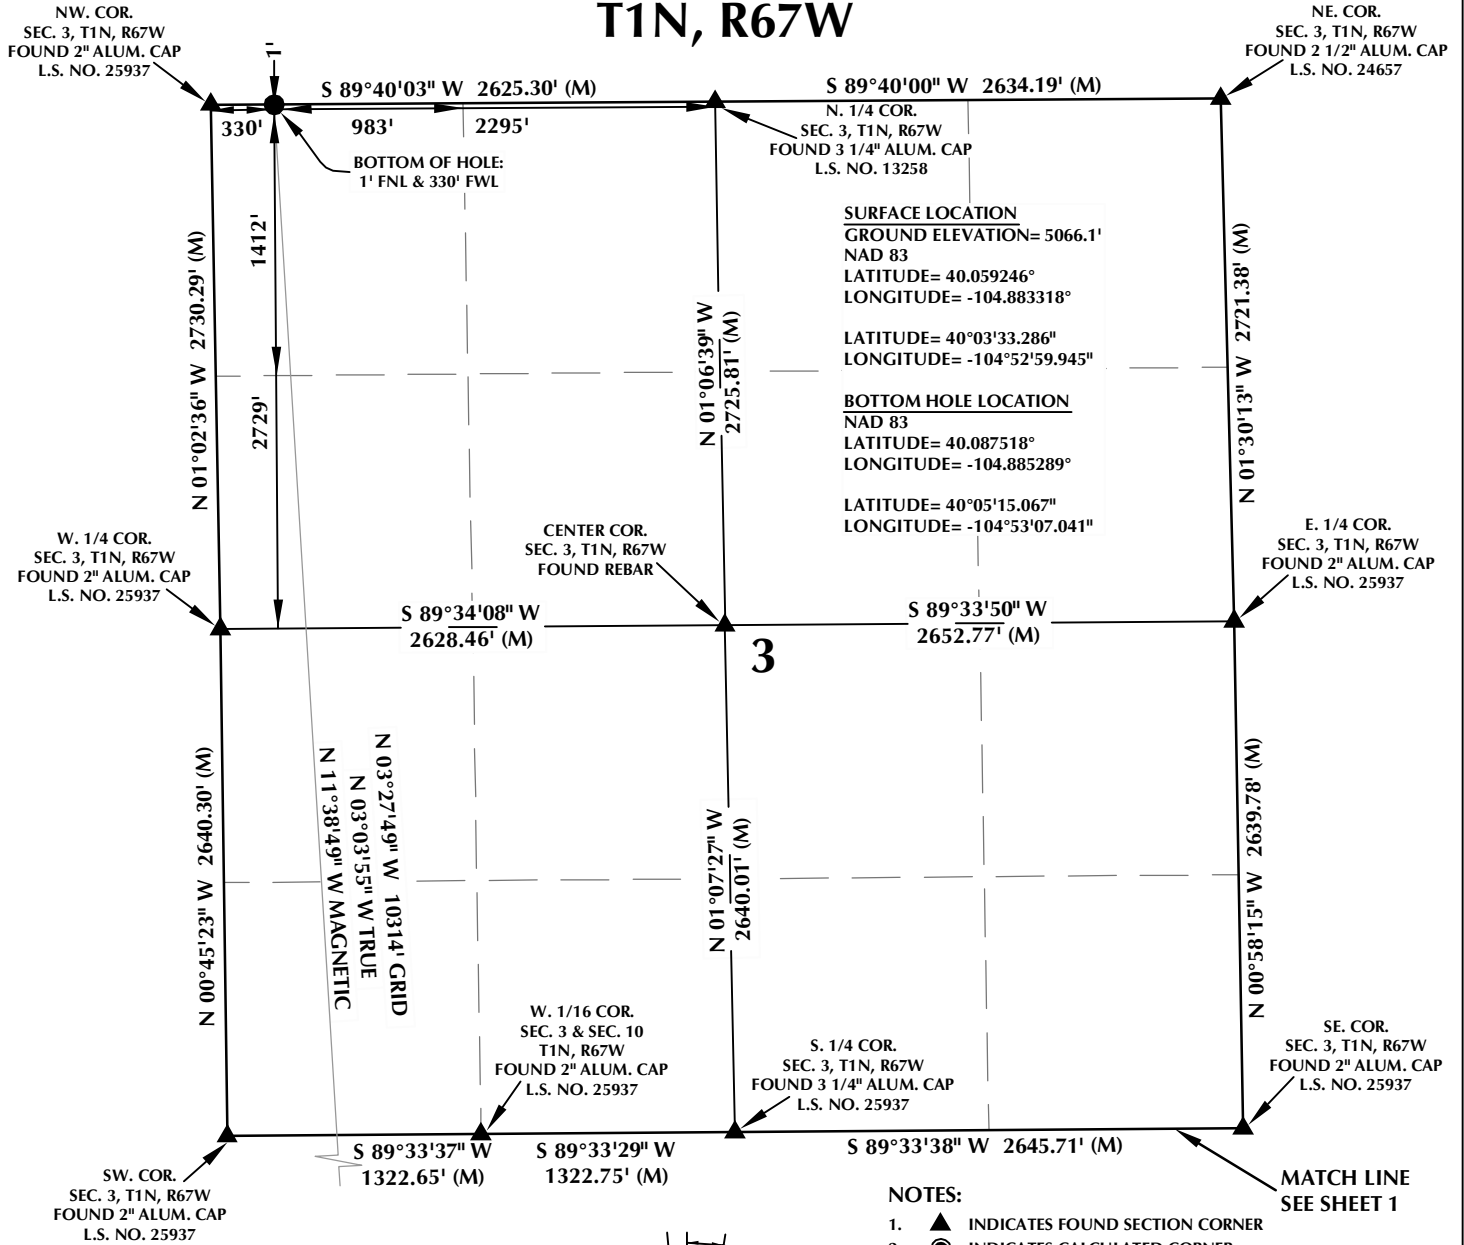 T1N, R67W
NW. COR.
SEC. 3, T1N, R67W
FOUND 2" ALUM. CAP
L.S. NO. 25937
1'
NE. COR.
SEC. 3, T1N, R67W
FOUND 2 1/2" ALUM. CAP
L.S. NO. 24657
S 89°40'03" W 2625.30' (M)
S 89°40'00" W 2634.19' (M)
330'
983'
2295'
N. 1/4 COR.
SEC. 3, T1N, R67W
FOUND 3 1/4" ALUM. CAP
L.S. NO. 13258
BOTTOM OF HOLE:
1' FNL & 330' FWL
1412'
2729'
N 01°02'36" W 2730.29' (M)
N 01°06'39" W
2725.81' (M)
N 01°30'13" W 2721.38' (M)
SURFACE LOCATION
GROUND ELEVATION= 5066.1'
NAD 83
LATITUDE= 40.059246°
LONGITUDE= -104.883318°
LATITUDE= 40°03'33.286"
LONGITUDE= -104°52'59.945"
BOTTOM HOLE LOCATION
NAD 83
LATITUDE= 40.087518°
LONGITUDE= -104.885289°
LATITUDE= 40°05'15.067"
LONGITUDE= -104°53'07.041"
W. 1/4 COR.
SEC. 3, T1N, R67W
FOUND 2" ALUM. CAP
L.S. NO. 25937
CENTER COR.
SEC. 3, T1N, R67W
FOUND REBAR
E. 1/4 COR.
SEC. 3, T1N, R67W
FOUND 2" ALUM. CAP
L.S. NO. 25937
S 89°34'08" W
2628.46' (M)
S 89°33'50" W
2652.77' (M)
3
N 00°45'23" W 2640.30' (M)
N 03°27'49" W 10314' GRID
N 03°03'55" W TRUE
N 11°38'49" W MAGNETIC
N 01°07'27" W
2640.01' (M)
N 00°58'15" W 2639.78' (M)
W. 1/16 COR.
SEC. 3 & SEC. 10
T1N, R67W
FOUND 2" ALUM. CAP
L.S. NO. 25937
S. 1/4 COR.
SEC. 3, T1N, R67W
FOUND 3 1/4" ALUM. CAP
L.S. NO. 25937
SE. COR.
SEC. 3, T1N, R67W
FOUND 2" ALUM. CAP
L.S. NO. 25937
S 89°33'37" W
1322.65' (M)
S 89°33'29" W
1322.75' (M)
S 89°33'38" W 2645.71' (M)
SW. COR.
SEC. 3, T1N, R67W
FOUND 2" ALUM. CAP
L.S. NO. 25937
MATCH LINE
SEE SHEET 1
NOTES:
1. INDICATES FOUND SECTION CORNER
2. INDICATES CALCULATED CORNER